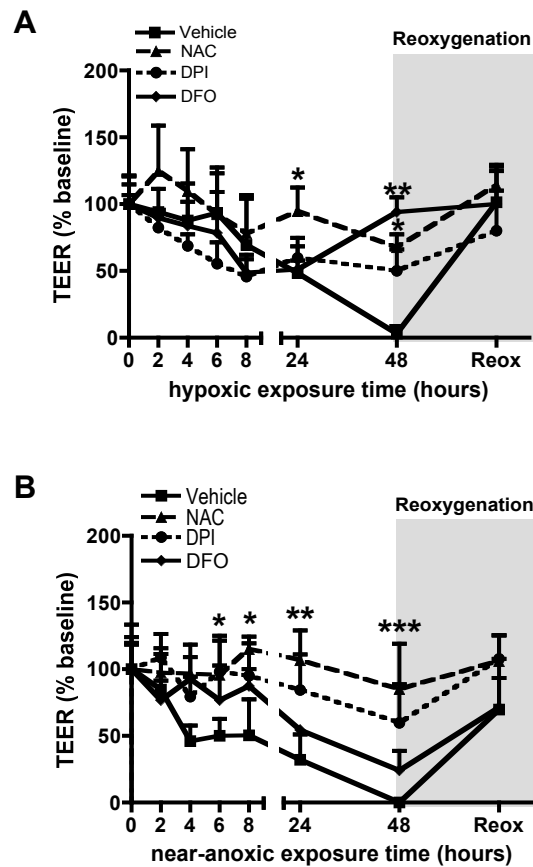 A
Vehicle
NAC
DPI
DFO
Reoxygenation
200
150
100
50
0
TEER (% baseline)
*
**
*
0 2 4 6 8 24 48 Reox
hypoxic exposure time (hours)
B
Vehicle
NAC
DPI
DFO
Reoxygenation
200
150
100
50
0
TEER (% baseline)
* * ** ***
0 2 4 6 8 24 48 Reox
near-anoxic exposure time (hours)